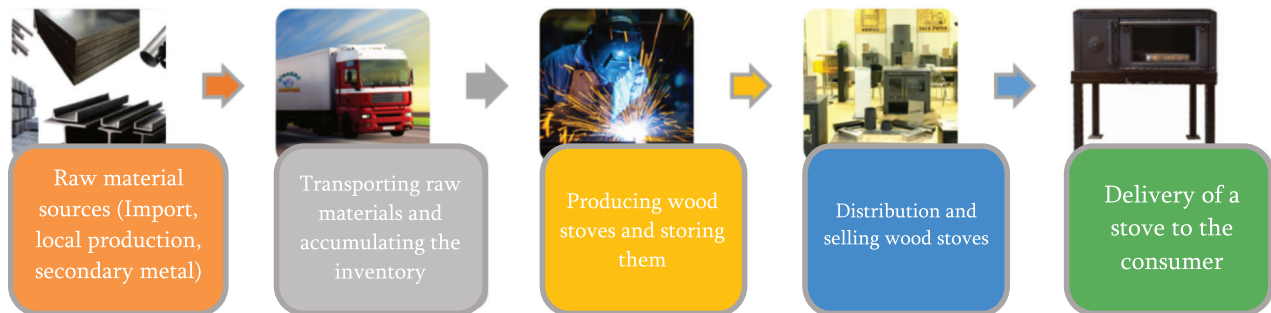 Raw material
sources (Import,
local production,
secondary metal)
Transporting raw
materials and
accumulating the
inventory
Producing wood
stoves and storing
them
Distribution and
selling wood stoves
Delivery of a
stove to the
consumer